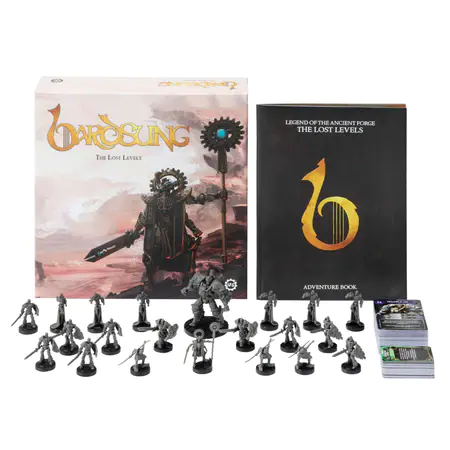 BARDSUNG
THE LOST LEVELS
LEGEND OF THE ANCIENT FORGE
THE LOST LEVELS
ADVENTURE BOOK